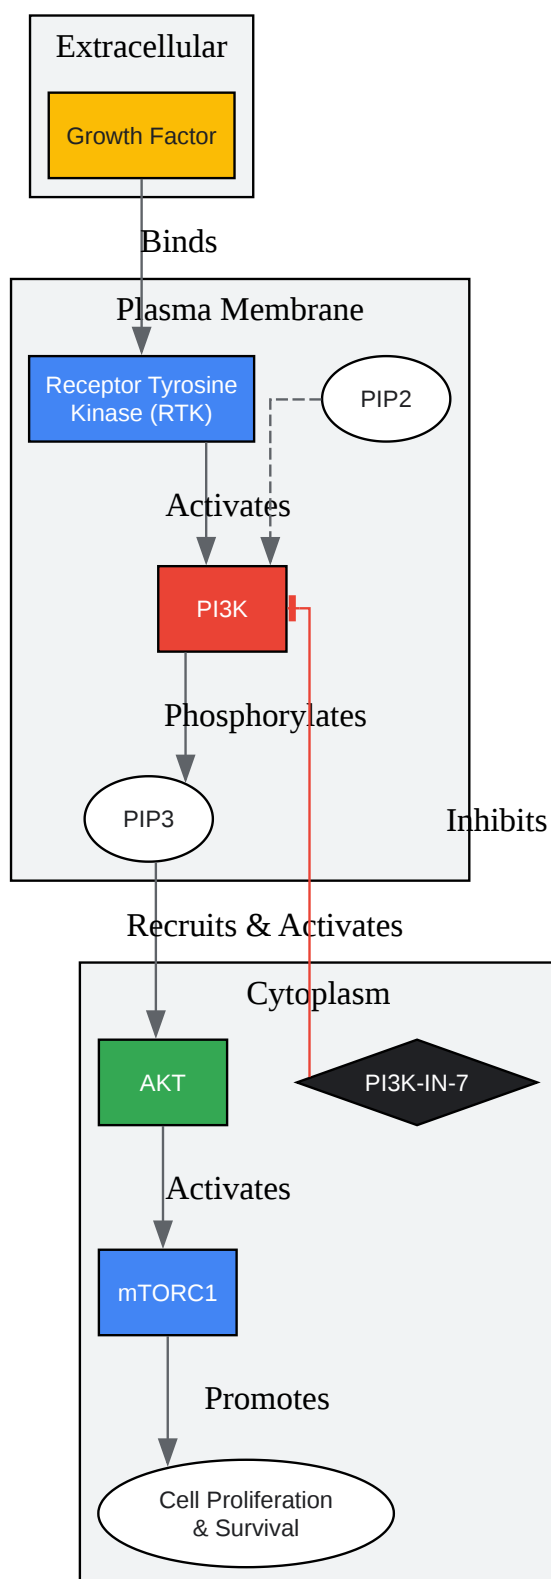 Extracellular
Growth Factor
Binds
Plasma Membrane
Receptor Tyrosine
Kinase (RTK)
PIP2
Activates
PI3K
Phosphorylates
PIP3
Inhibits
Recruits & Activates
Cytoplasm
AKT
PI3K-IN-7
Activates
mTORC1
Promotes
Cell Proliferation
& Survival